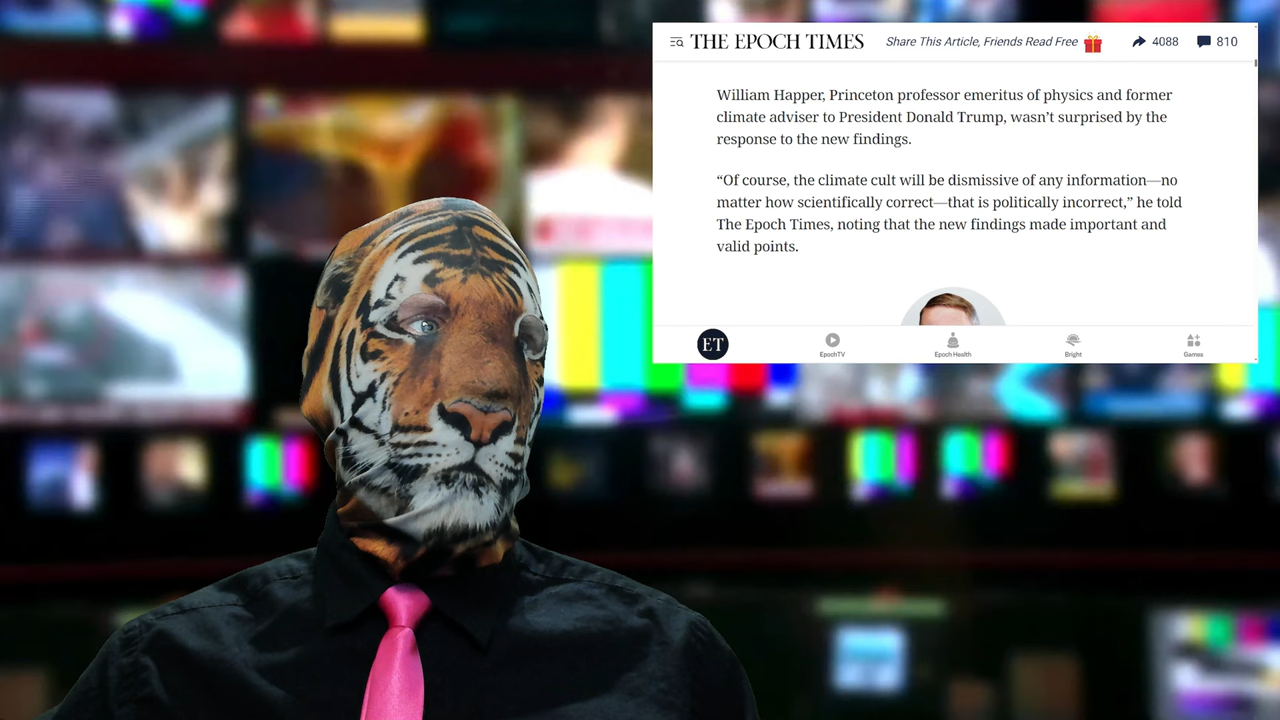 THE EPOCH TIMES Share This Article, Friends Read Free 4088 810
William Happer, Princeton professor emeritus of physics and former
climate adviser to President Donald Trump, wasn’t surprised by the
response to the new findings.
“Of course, the climate cult will be dismissive of any information—no
matter how scientifically correct—that is politically incorrect,” he told
The Epoch Times, noting that the new findings made important and
valid points.
ET EpochTV Epoch Health Bright Games